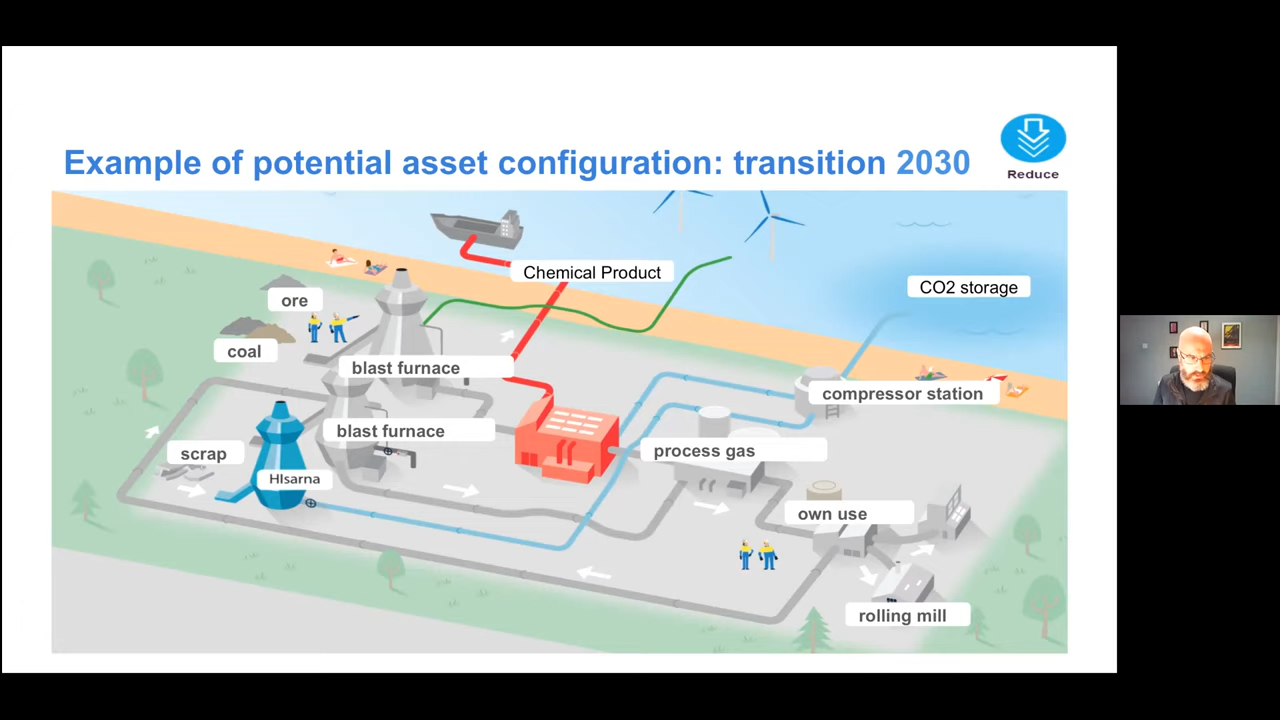 Example of potential asset configuration: transition 2030
Reduce
Chemical Product
CO2 storage
ore
coal
blast furnace
compressor station
blast furnace
process gas
scrap
HIsarna
own use
rolling mill